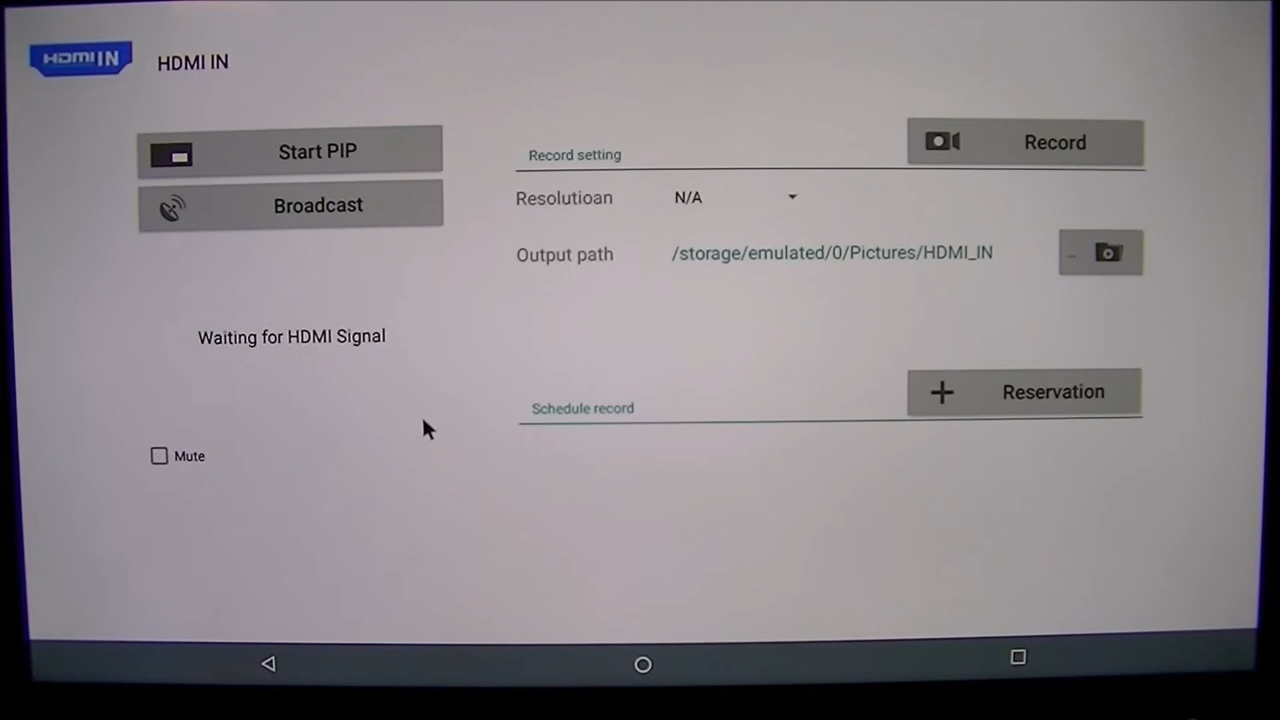 HDMI IN
HDMI IN
Start PIP
Broadcast
Waiting for HDMI Signal
Mute
Record setting
Record
Resolutioan
N/A
Output path
/storage/emulated/0/Pictures/HDMI_IN
..
Schedule record
Reservation